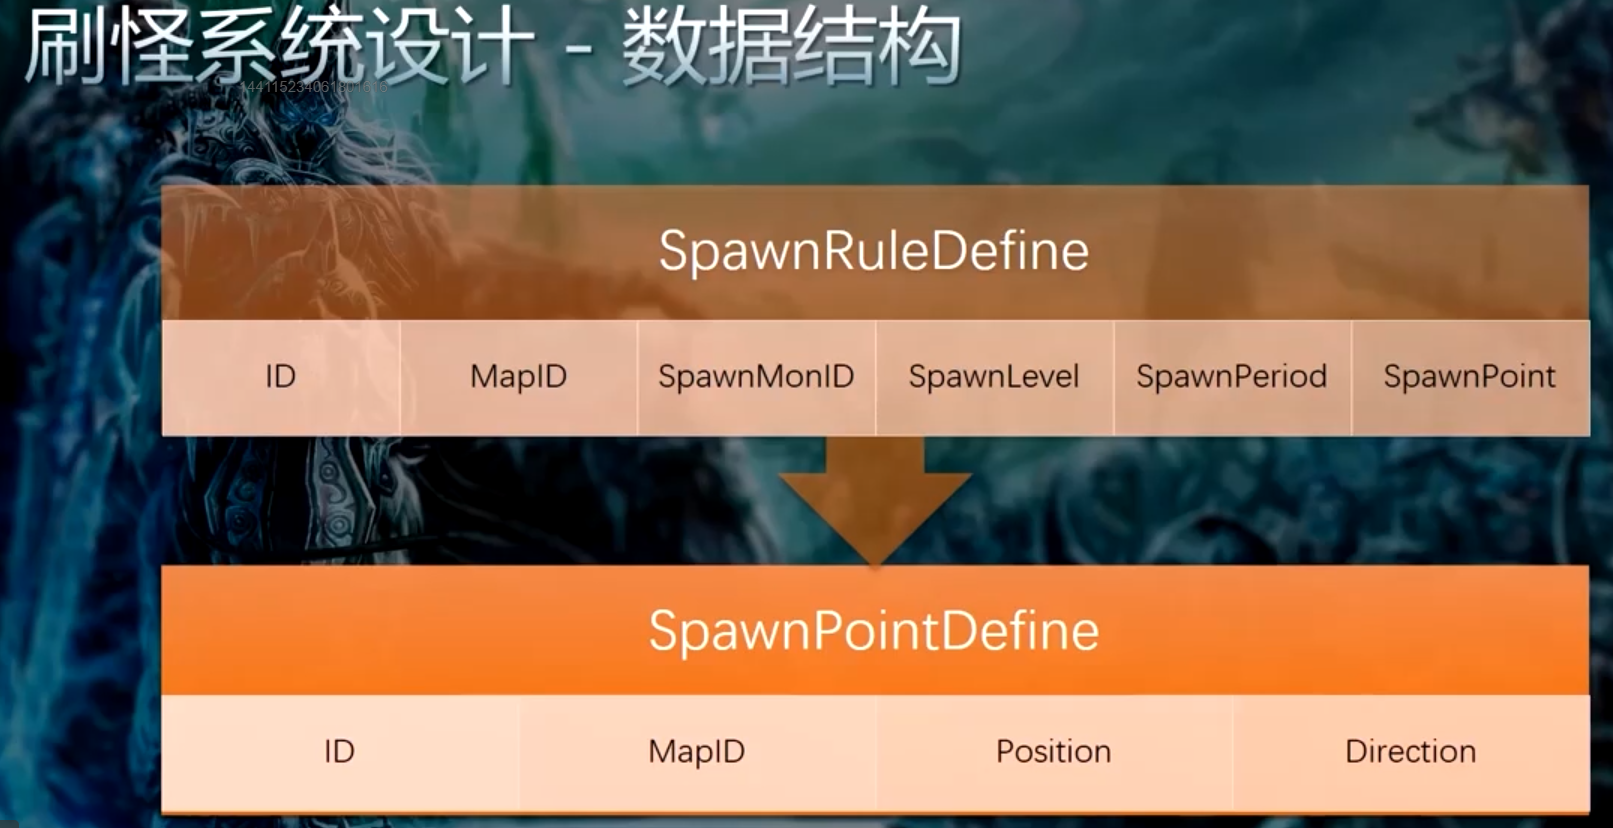 刷怪系统设计 - 数据结构
SpawnRuleDefine
ID MapID SpawnMonID SpawnLevel SpawnPeriod SpawnPoint
SpawnPointDefine
ID MapID Position Direction